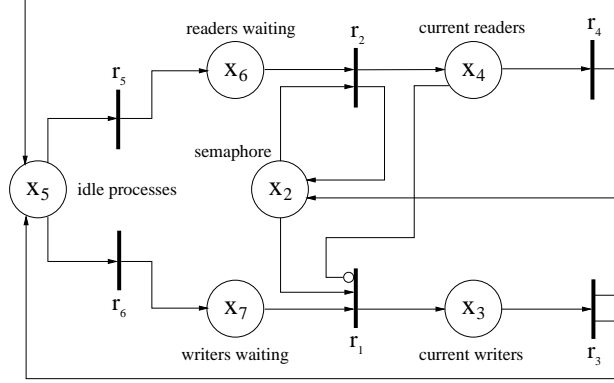 readers waiting
current readers
r₂
r₄
x₆
x₄
r₅
semaphore
x₅
idle processes
x₂
r₆
x₇
r₁
x₃
r₃
writers waiting
current writers